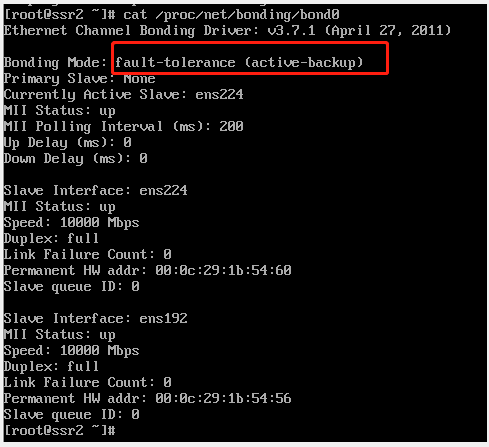 [root@ssr2 ~]# cat /proc/net/bonding/bond0
Ethernet Channel Bonding Driver: v3.7.1 (April 27, 2011)
Bonding Mode: fault-tolerance (active-backup)
Primary Slave: None
Currently Active Slave: ens224
MII Status: up
MII Polling Interval (ms): 200
Up Delay (ms): 0
Down Delay (ms): 0
Slave Interface: ens224
MII Status: up
Speed: 10000 Mbps
Duplex: full
Link Failure Count: 0
Permanent HW addr: 00:0c:29:1b:54:60
Slave queue ID: 0
Slave Interface: ens192
MII Status: up
Speed: 10000 Mbps
Duplex: full
Link Failure Count: 0
Permanent HW addr: 00:0c:29:1b:54:56
Slave queue ID: 0
[root@ssr2 ~]#